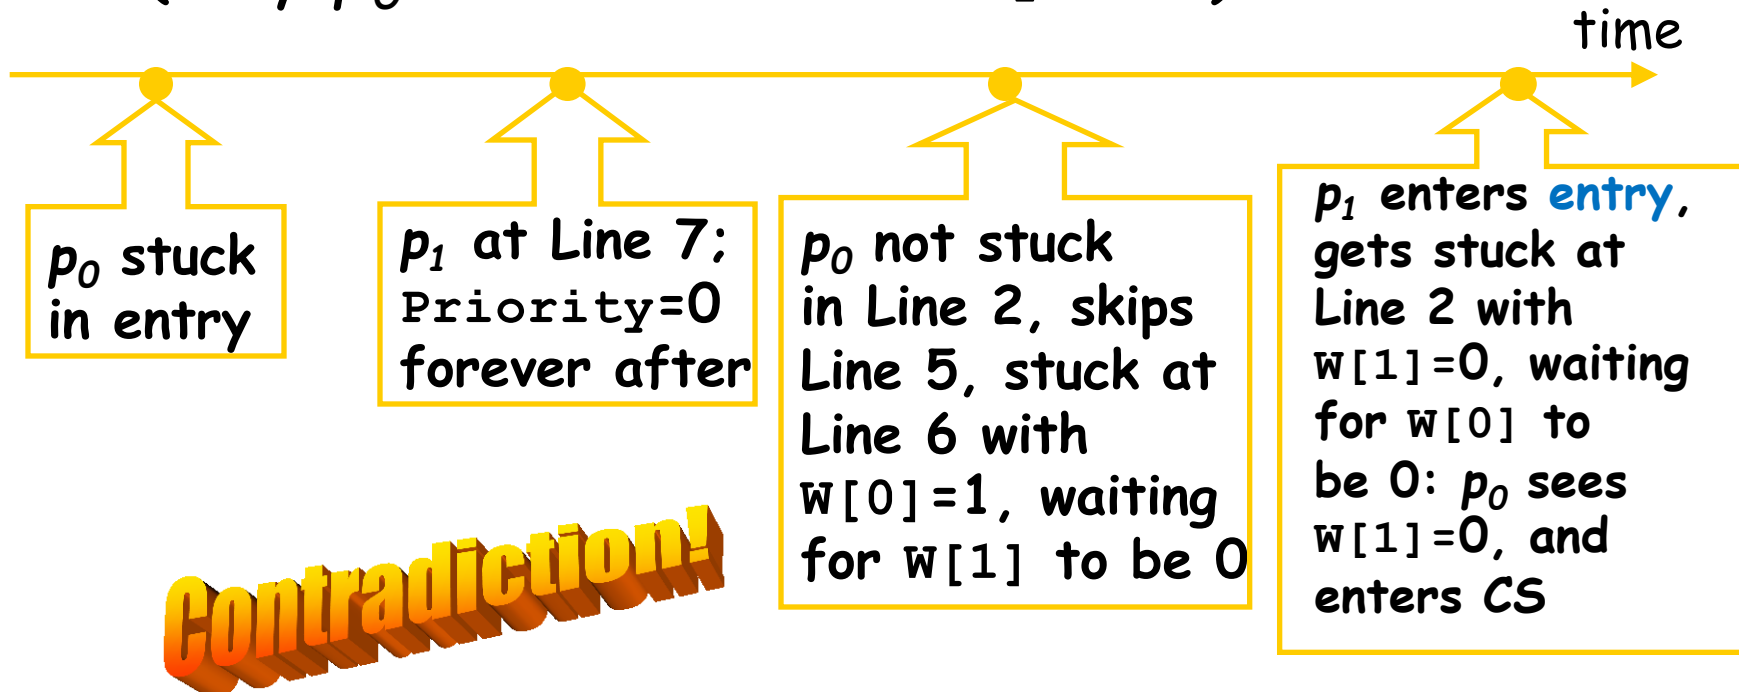 time
p0 stuck
in entry
p1 at Line 7;
Priority=0
forever after
p0 not stuck
in Line 2, skips
Line 5, stuck at
Line 6 with
W[0]=1, waiting
for W[1] to be 0
p1 enters entry,
gets stuck at
Line 2 with
W[1]=0, waiting
for W[0] to
be 0: p0 sees
W[1]=0, and
enters CS
Contradiction!